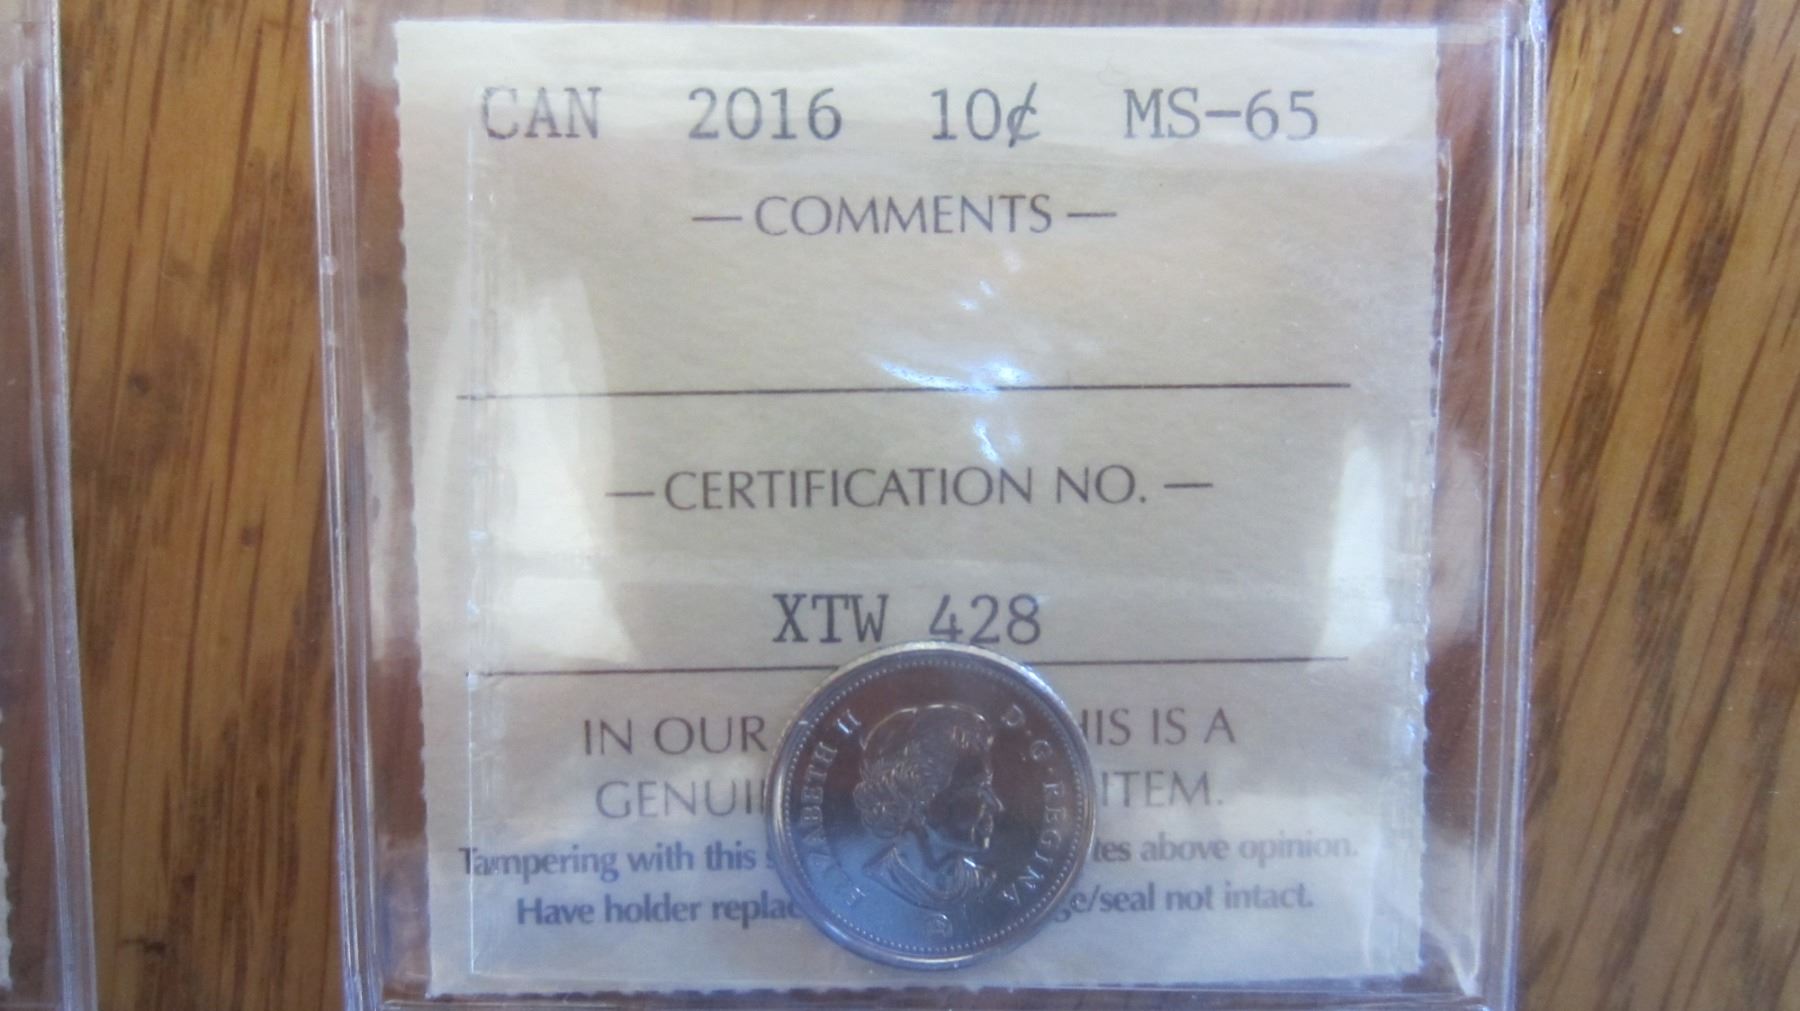 CAN 2016 10¢ MS-65
— COMMENTS —
— CERTIFICATION NO. —
XTW 428
IN OUR HIS IS A
GENUI ITEM.
Tampering with this s tes above opinion.
Have holder replac ge/seal not intact.
ELIZABETH II D·G·REGINA